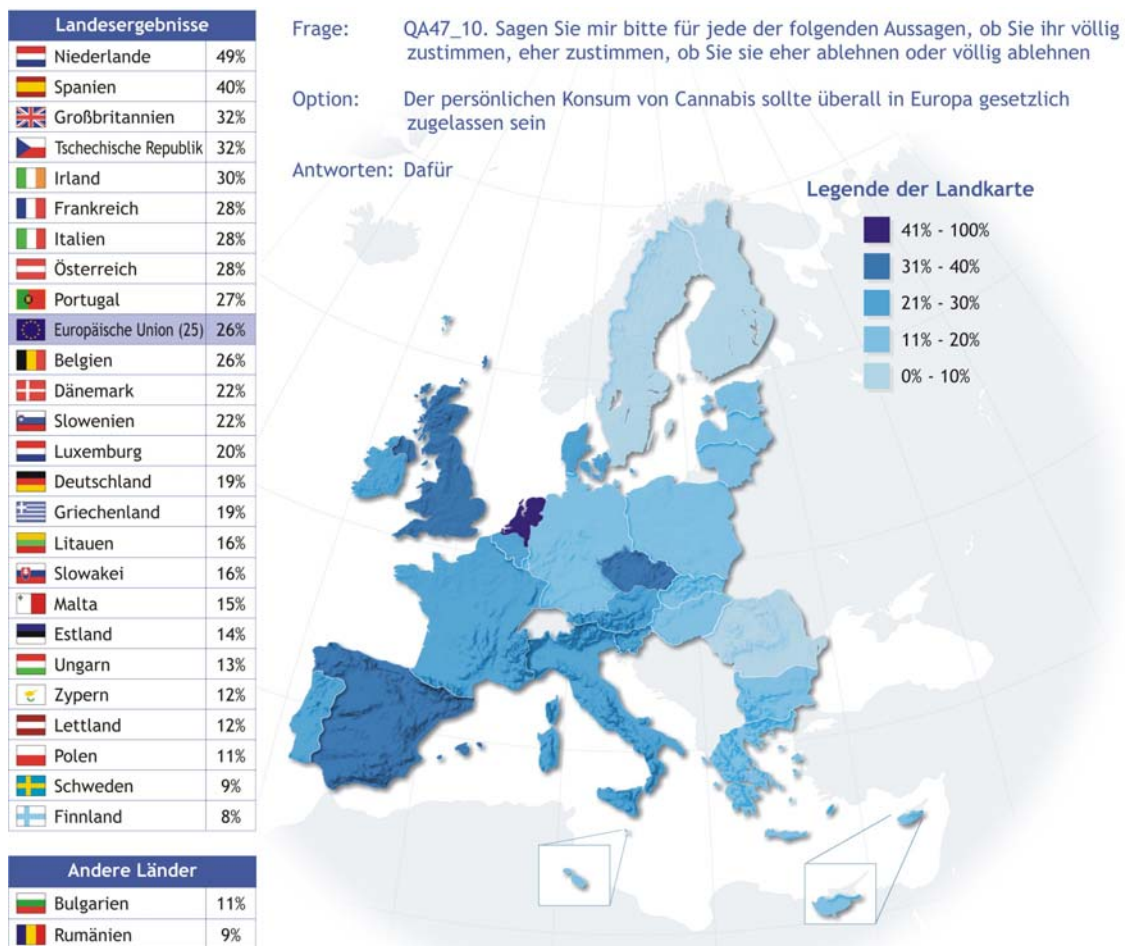 Landesergebnisse
Niederlande 49%
Spanien 40%
Großbritannien 32%
Tschechische Republik 32%
Irland 30%
Frankreich 28%
Italien 28%
Österreich 28%
Portugal 27%
Europäische Union (25) 26%
Belgien 26%
Dänemark 22%
Slowenien 22%
Luxemburg 20%
Deutschland 19%
Griechenland 19%
Litauen 16%
Slowakei 16%
Malta 15%
Estland 14%
Ungarn 13%
Zypern 12%
Lettland 12%
Polen 11%
Schweden 9%
Finnland 8%
Andere Länder
Bulgarien 11%
Rumänien 9%
Frage: QA47_10. Sagen Sie mir bitte für jede der folgenden Aussagen, ob Sie ihr völlig
zustimmen, eher zustimmen, ob Sie sie eher ablehnen oder völlig ablehnen
Option: Der persönlichen Konsum von Cannabis sollte überall in Europa gesetzlich
zugelassen sein
Antworten: Dafür
Legende der Landkarte
41% - 100%
31% - 40%
21% - 30%
11% - 20%
0% - 10%